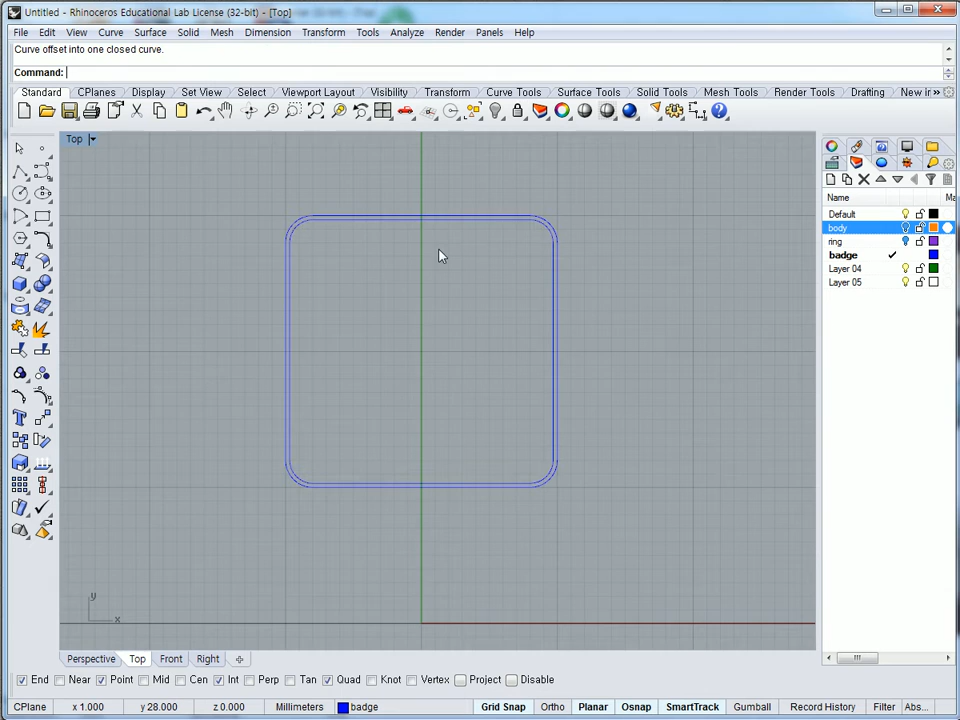 Untitled - Rhinoceros Educational Lab License (32-bit) - [Top]
File Edit View Curve Surface Solid Mesh Dimension Transform Tools Analyze Render Panels Help
Curve offset into one closed curve.
Command:
Standard CPlanes Display Set View Select Viewport Layout Visibility Transform Curve Tools Surface Tools Solid Tools Mesh Tools Render Tools Drafting New in »
Top
Name Ma
Default
body
ring
badge
Layer 04
Layer 05
y
x
Perspective Top Front Right
End Near Point Mid Cen Int Perp Tan Quad Knot Vertex Project Disable
CPlane x 1.000 y 28.000 z 0.000 Millimeters badge Grid Snap Ortho Planar Osnap SmartTrack Gumball Record History Filter Abs...